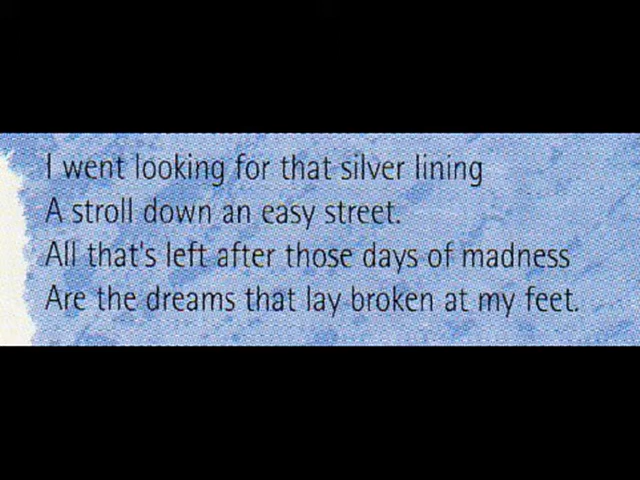 I went looking for that silver lining
A stroll down an easy street.
All that's left after those days of madness
Are the dreams that lay broken at my feet.